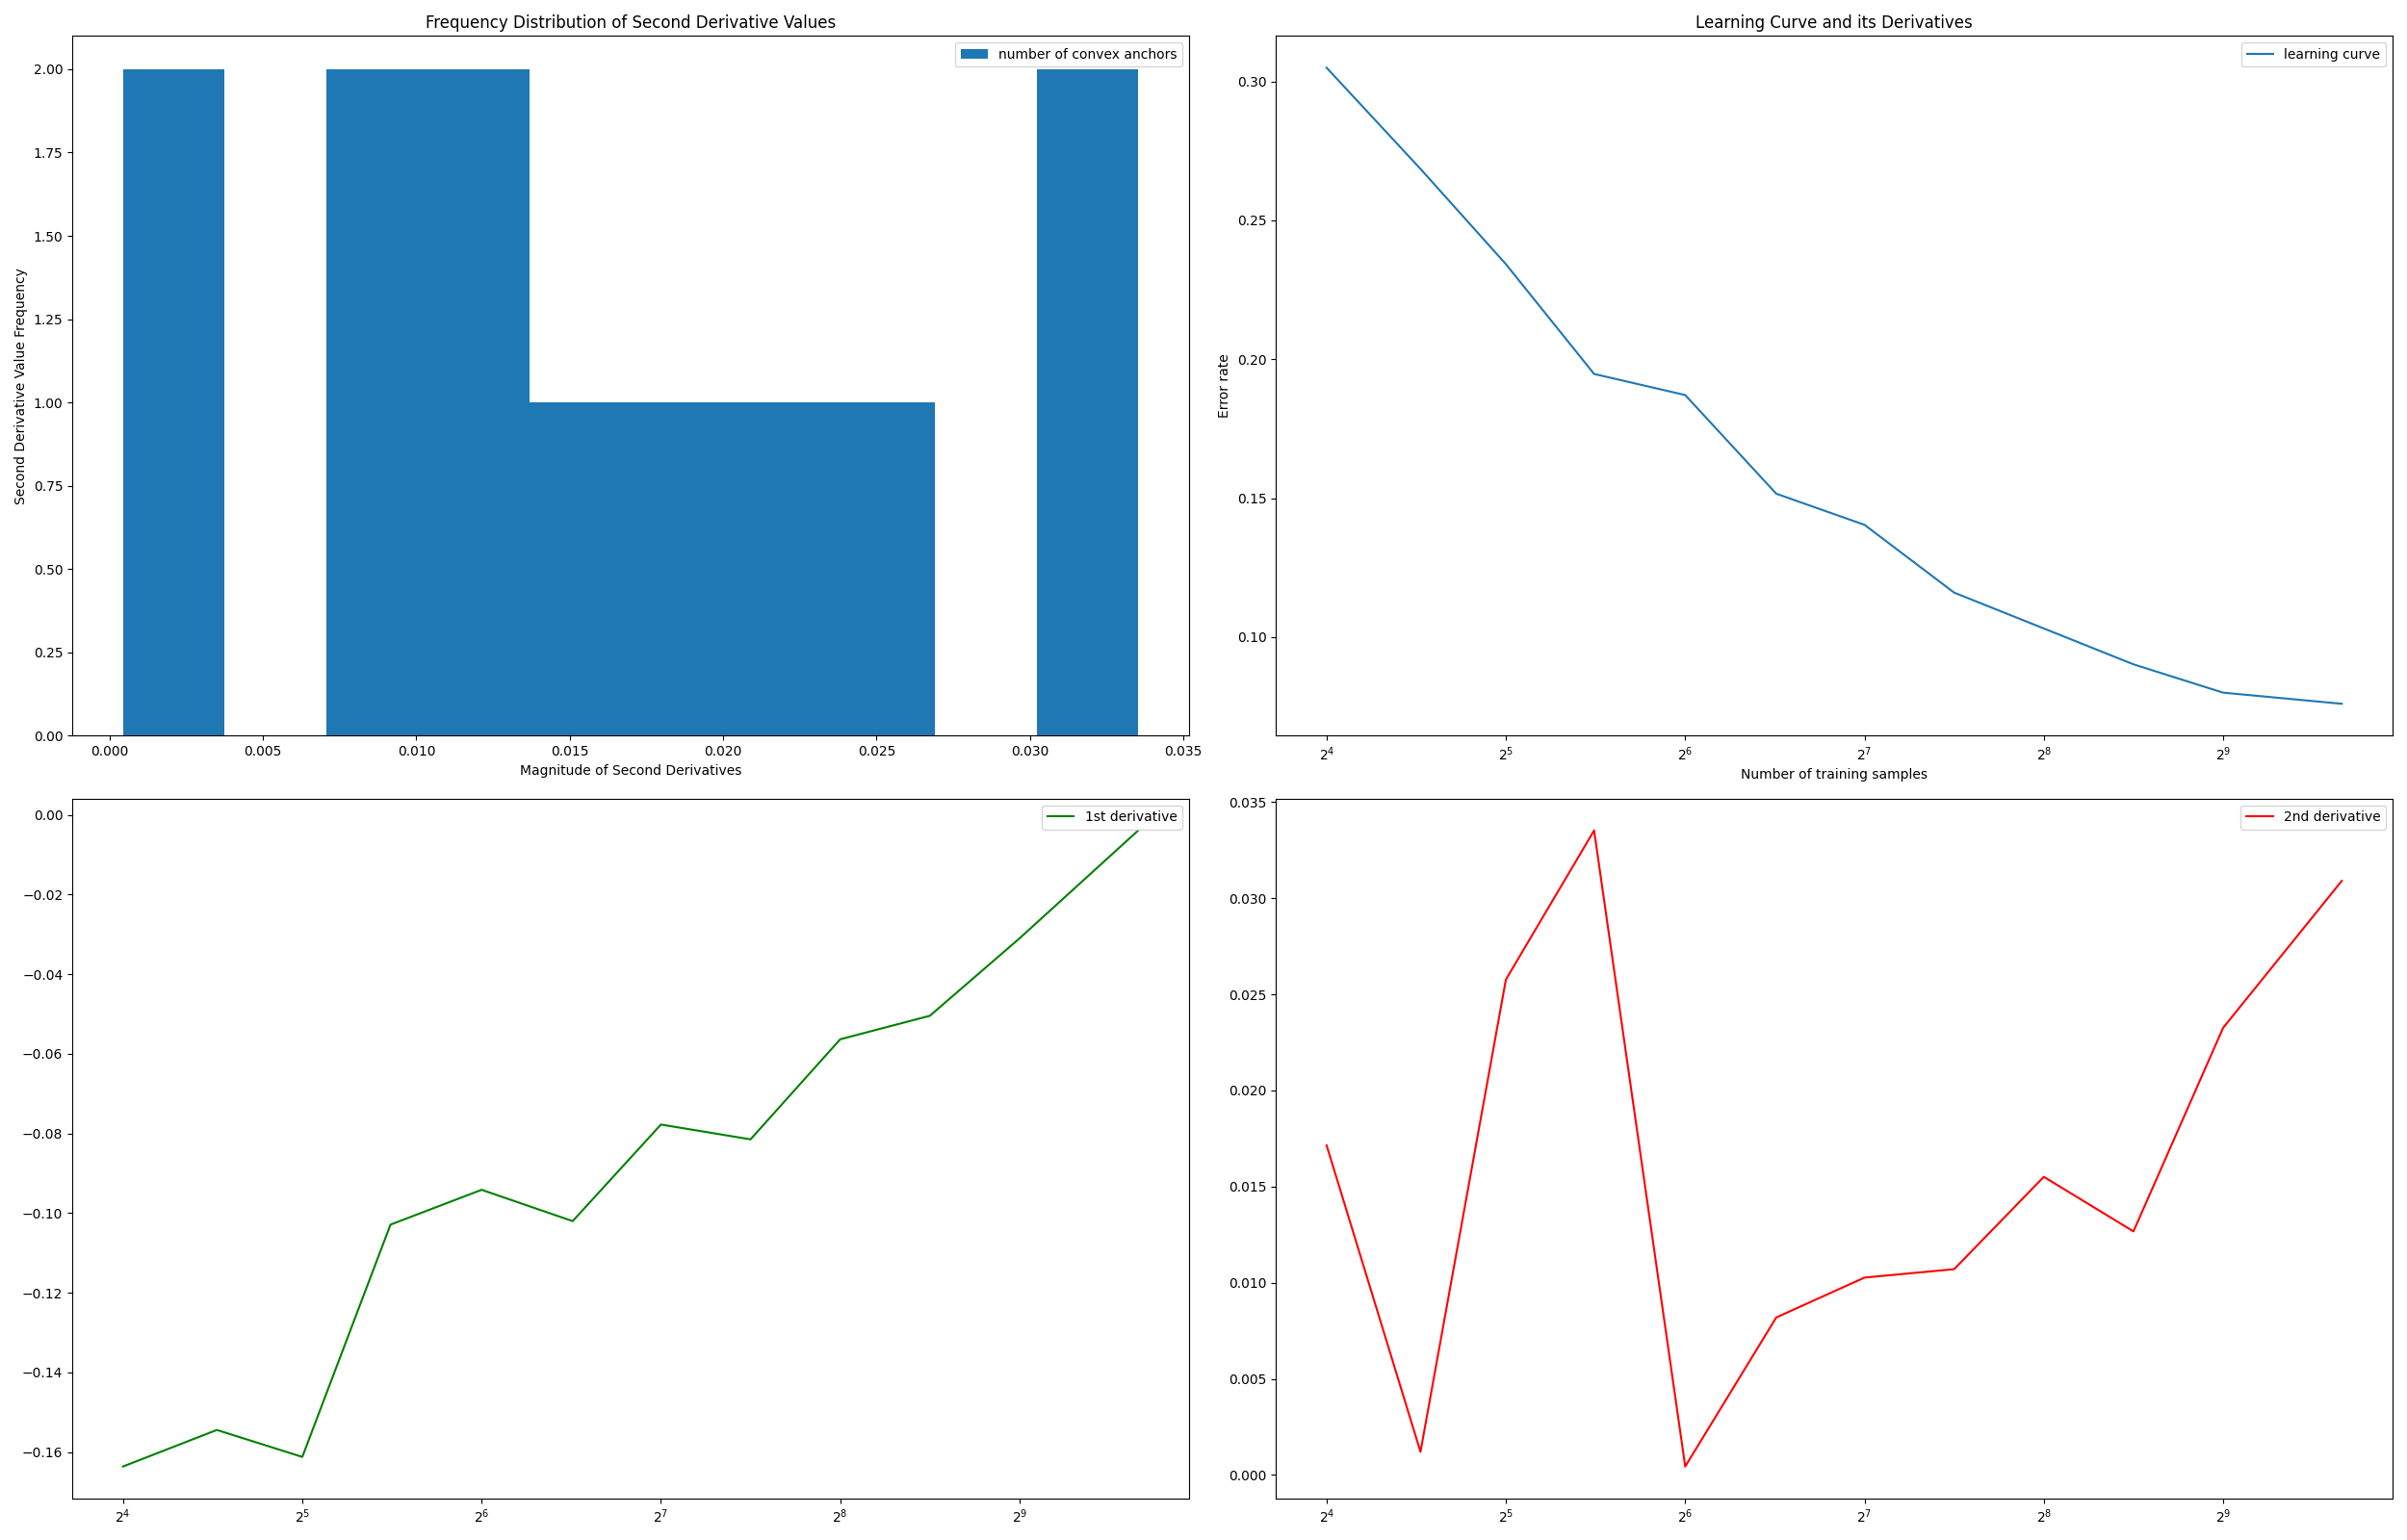 Frequency Distribution of Second Derivative Values
number of convex anchors
2.00
1.75
1.50
1.25
1.00
0.75
0.50
0.25
0.00
Second Derivative Value Frequency
0.000 0.005 0.010 0.015 0.020 0.025 0.030 0.035
Magnitude of Second Derivatives
Learning Curve and its Derivatives
learning curve
0.30
0.25
0.20
0.15
0.10
Error rate
2⁴ 2⁵ 2⁶ 2⁷ 2⁸ 2⁹
Number of training samples
1st derivative
0.00
−0.02
−0.04
−0.06
−0.08
−0.10
−0.12
−0.14
−0.16
2⁴ 2⁵ 2⁶ 2⁷ 2⁸ 2⁹
2nd derivative
0.035
0.030
0.025
0.020
0.015
0.010
0.005
0.000
2⁴ 2⁵ 2⁶ 2⁷ 2⁸ 2⁹